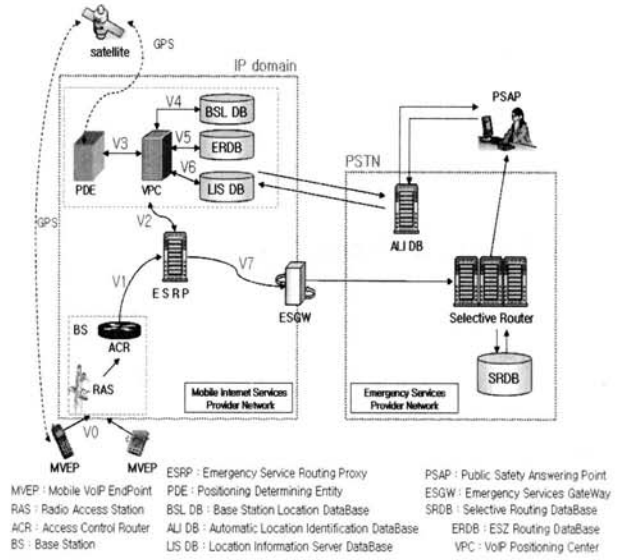 satellite
GPS
IP domain
V4
BSL DB
V3
V5
ERDB
V6
PDE
VPC
LIS DB
V2
PSAP
PSTN
ALI DB
GPS
V1
ESRP
V7
ESGW
Selective Router
BS
ACR
RAS
SRDB
Mobile Internet Services
Provider Network
Emergency Services
Provider Network
V0
MVEP
MVEP
ESRP : Emergency Service Routing Proxy
PSAP : Public Safety Answering Point
MVEP : Mobile VoIP EndPoint
PDE : Positioning Determining Entity
ESGW : Emergency Services GateWay
RAS : Radio Access Station
BSL DB : Base Station Location DataBase
SRDB : Selective Routing DataBase
ACR : Access Control Router
ALI DB : Automatic Location Identification DataBase
ERDB : ESZ Routing DataBase
BS : Base Station
LIS DB : Location Information Server DataBase
VPC : VoIP Positioning Center